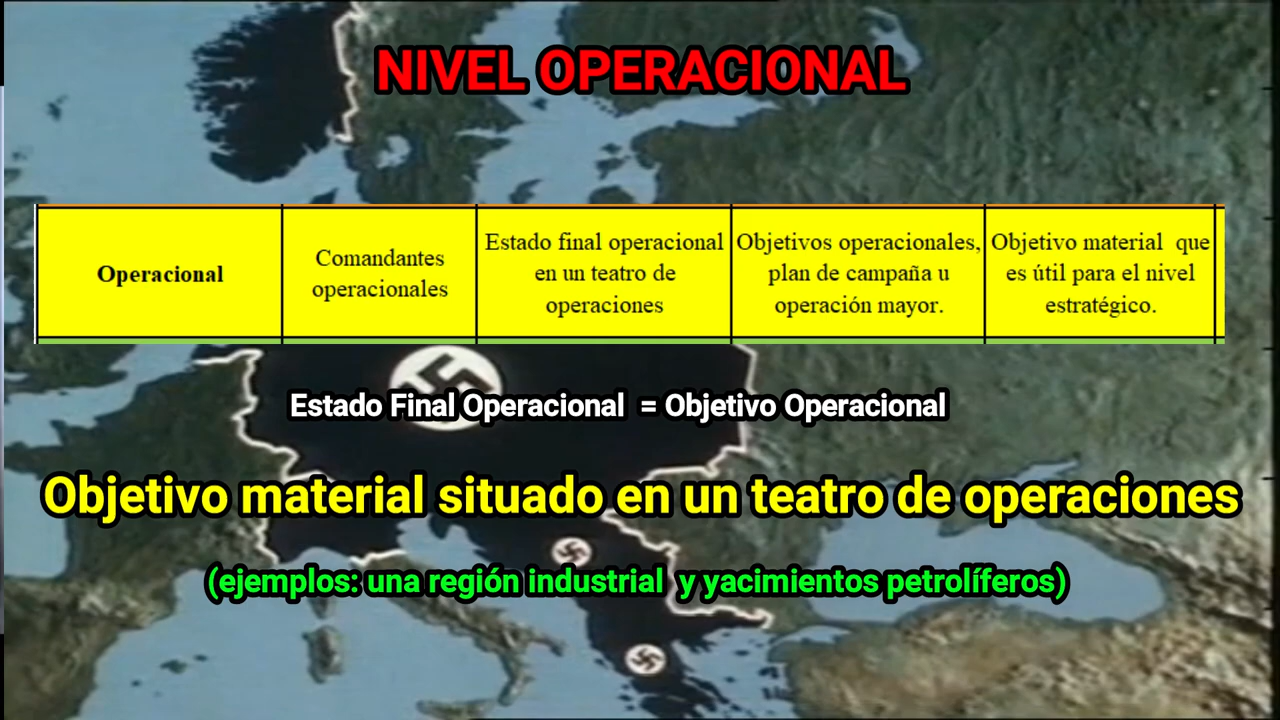 NIVEL OPERACIONAL
Operacional
Comandantes
operacionales
Estado final operacional
en un teatro de
operaciones
Objetivos operacionales,
plan de campaña u
operación mayor.
Objetivo material que
es útil para el nivel
estratégico.
Estado Final Operacional = Objetivo Operacional
Objetivo material situado en un teatro de operaciones
(ejemplos: una región industrial y yacimientos petrolíferos)